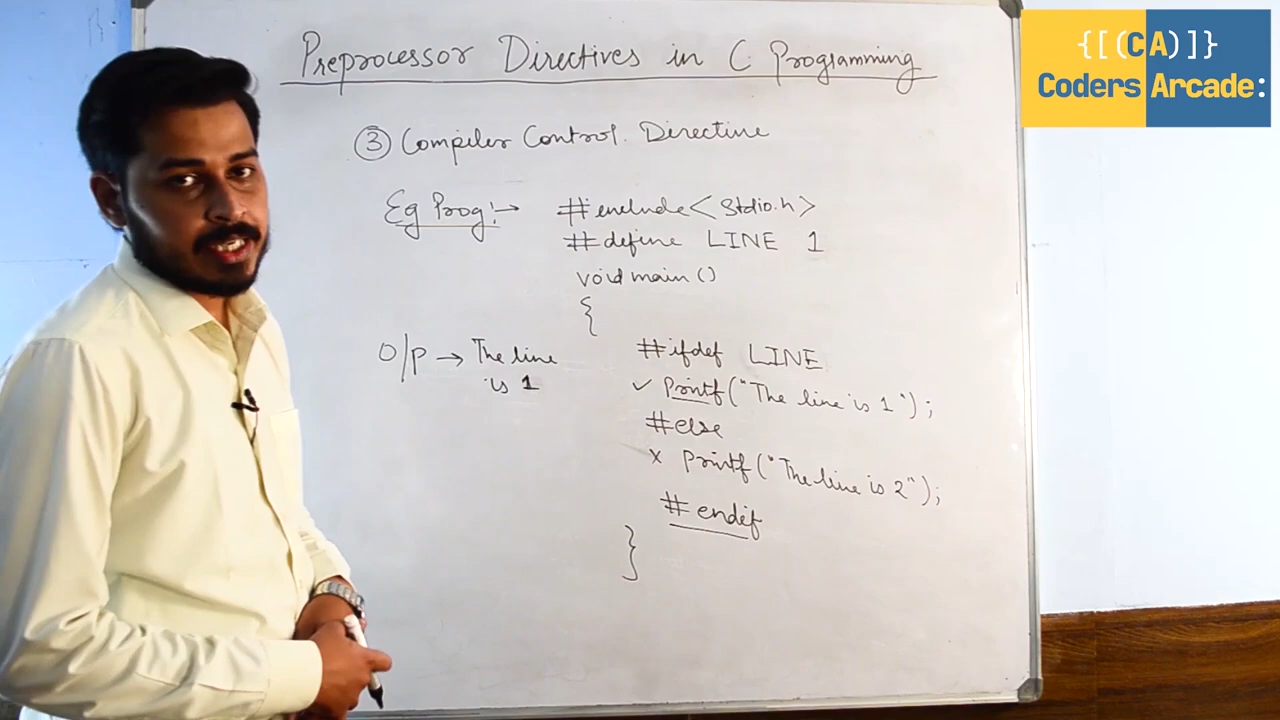 Preprocessor Directives in C Programming
{[(CA)]}
Coders Arcade:
③ Compiler Control Directive
Eg Prog:→ #include<Stdio.h>
#define LINE 1
void main ()
{
O/P → The line
is 1
#ifdef LINE
✓ Printf("The line is 1");
#else
x Printf("The line is 2");
#endif
}